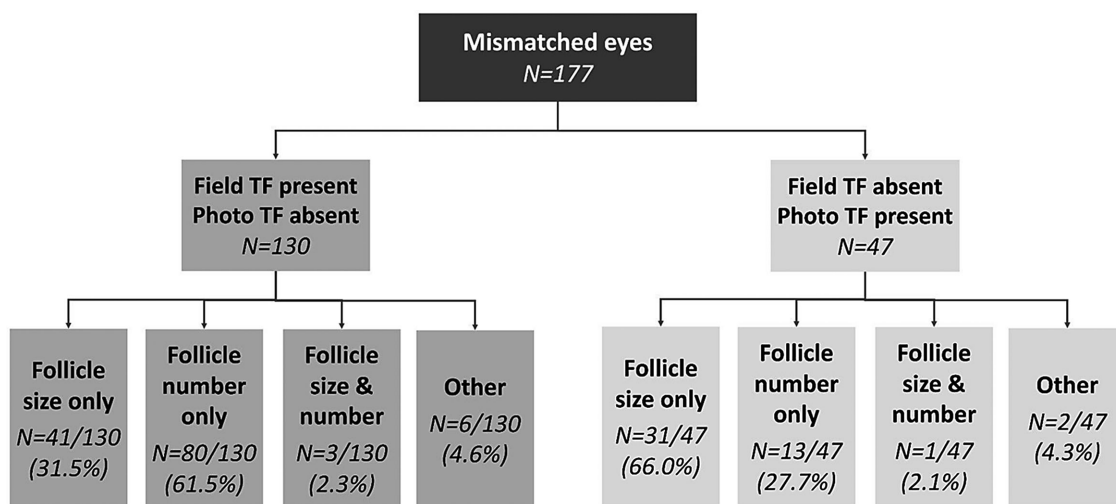 Mismatched eyes
N=177
Field TF present
Photo TF absent
N=130
Field TF absent
Photo TF present
N=47
Follicle
size only
N=41/130
(31.5%)
Follicle
number
only
N=80/130
(61.5%)
Follicle
size &
number
N=3/130
(2.3%)
Other
N=6/130
(4.6%)
Follicle
size only
N=31/47
(66.0%)
Follicle
number
only
N=13/47
(27.7%)
Follicle
size &
number
N=1/47
(2.1%)
Other
N=2/47
(4.3%)